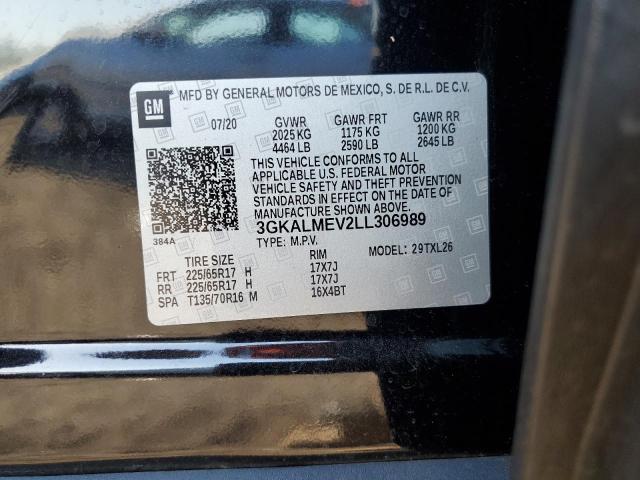 GM
MFD BY GENERAL MOTORS DE MEXICO, S. DE R.L. DE C.V.
07/20 GVWR GAWR FRT GAWR RR
2025 KG 1175 KG 1200 KG
4464 LB 2590 LB 2645 LB
THIS VEHICLE CONFORMS TO ALL
APPLICABLE U.S. FEDERAL MOTOR
VEHICLE SAFETY AND THEFT PREVENTION
STANDARDS IN EFFECT ON THE DATE OF
MANUFACTURE SHOWN ABOVE.
3GKALMEV2LL306989
384A
TYPE: M.P.V. MODEL: 29TXL26
TIRE SIZE RIM
FRT 225/65R17 H 17X7J
RR 225/65R17 H 17X7J
SPA T135/70R16 M 16X4BT